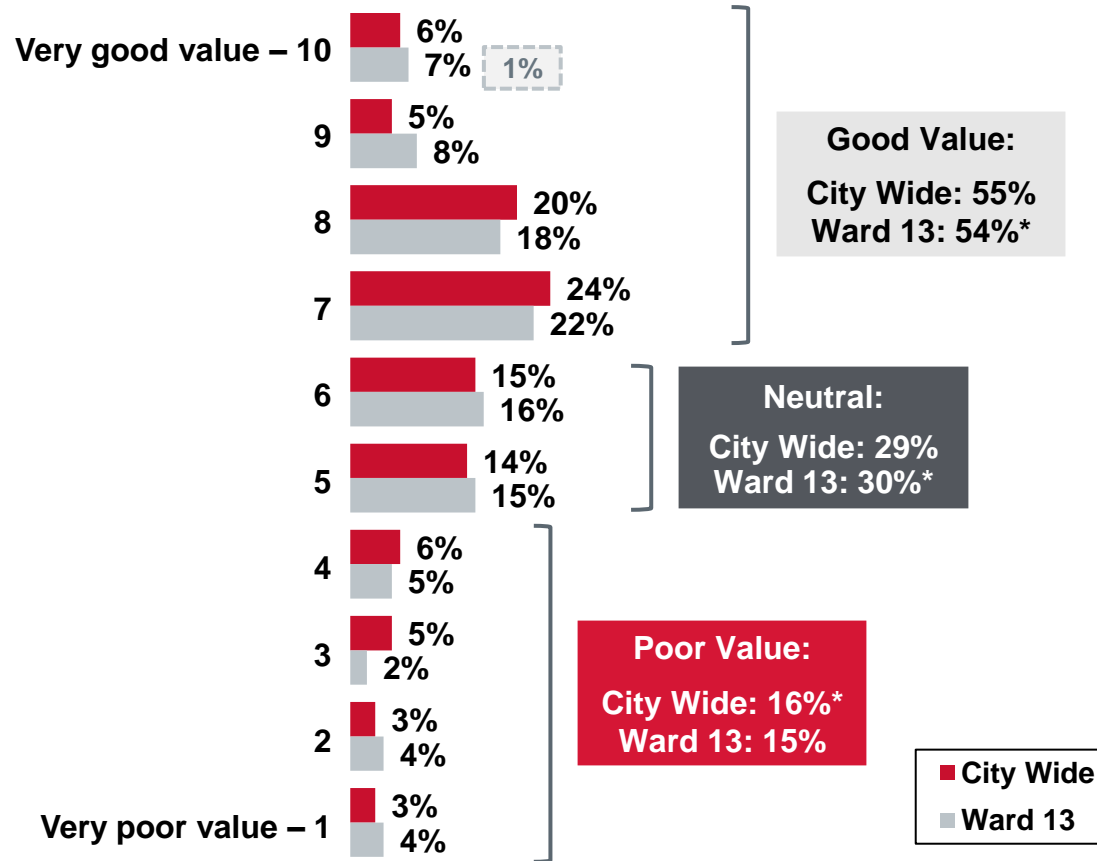 Very good value – 10
6%
7%
1%
9
5%
8%
8
20%
18%
7
24%
22%
Good Value:
City Wide: 55%
Ward 13: 54%*
6
15%
16%
5
14%
15%
Neutral:
City Wide: 29%
Ward 13: 30%*
4
6%
5%
3
5%
2%
2
3%
4%
Very poor value – 1
3%
4%
Poor Value:
City Wide: 16%*
Ward 13: 15%
City Wide
Ward 13